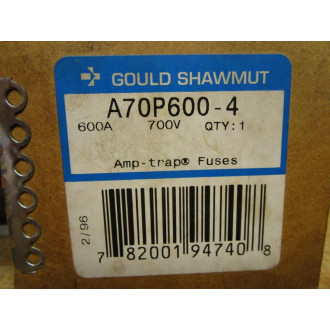 GOULD SHAWMUT
A70P600-4
600A 700V QTY:1
Amp-trap® Fuses
2/96
7 82001 94740 8